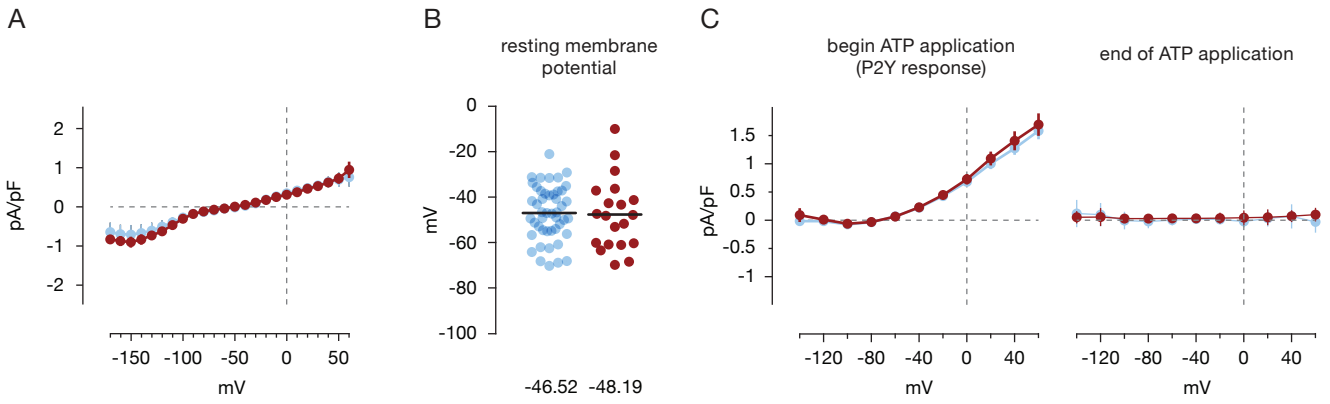 A
pA/pF
2
1
0
-1
-2
-150
-100
-50
0
50
mV
B
resting membrane
potential
mV
0
-20
-40
-60
-80
-100
-46.52
-48.19
C
begin ATP application
(P2Y response)
pA/pF
1.5
1
0.5
0
-0.5
-1
-120
-80
-40
0
40
mV
end of ATP application
-120
-80
-40
0
40
mV